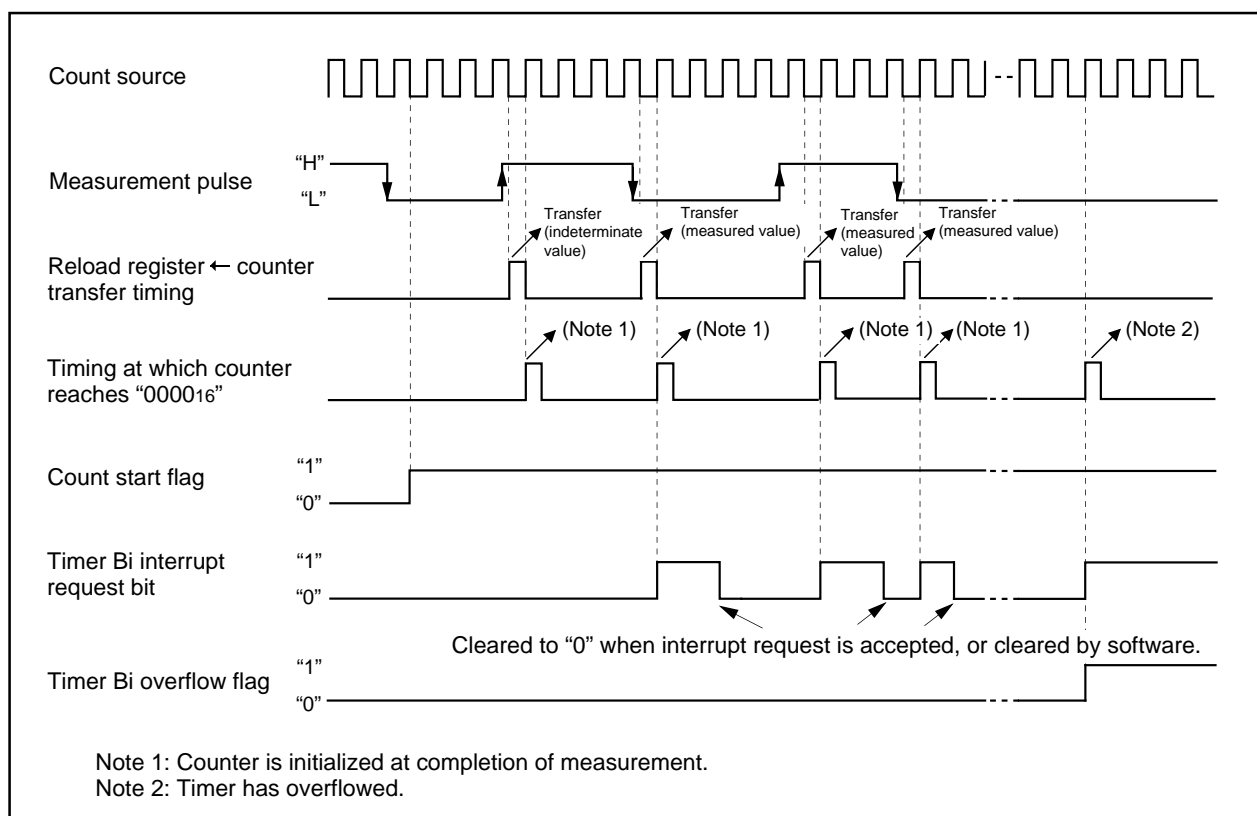 Count source
“H”
Measurement pulse
“L”
Transfer
(indeterminate
value)
Transfer
(measured value)
Transfer
(measured
value)
Transfer
(measured value)
Reload register ← counter
transfer timing
(Note 1)
(Note 1)
(Note 1)
(Note 1)
(Note 2)
Timing at which counter
reaches “000016”
“1”
Count start flag
“0”
Timer Bi interrupt
request bit
“1”
“0”
Cleared to “0” when interrupt request is accepted, or cleared by software.
“1”
Timer Bi overflow flag
“0”
Note 1: Counter is initialized at completion of measurement.
Note 2: Timer has overflowed.